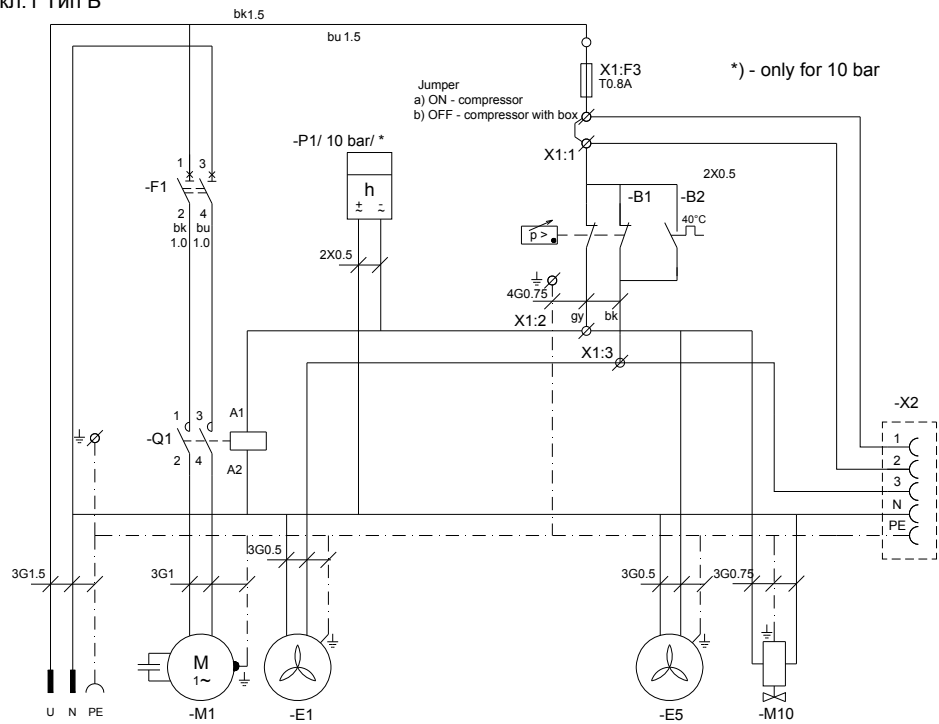 кл.1 Тип В
bk1.5
bu 1.5
X1:F3
T0.8A
*) - only for 10 bar
Jumper
a) ON - compressor
b) OFF - compressor with box
X1:1
-P1/ 10 bar/ *
h
+ -
~ ~
2X0.5
1 3
-F1
2 4
bk bu
1.0 1.0
2X0.5
-B1 -B2
40°C
p >
4G0.75
gy bk
X1:2
X1:3
1 3
A1
-Q1
2 4
A2
-X2
1
2
3
N
PE
3G1.5
3G1
3G0.5
3G0.5
3G0.75
M
1~
U N PE
-M1
-E1
-E5
-M10